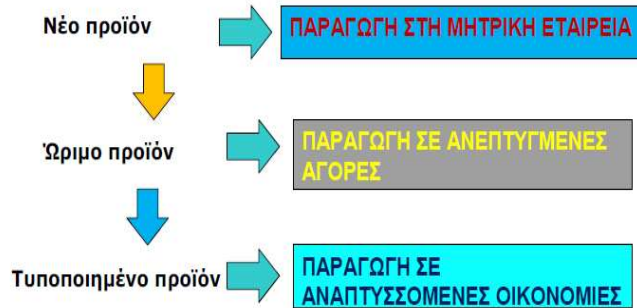 Νέο προϊόν
ΠΑΡΑΓΩΓΗ ΣΤΗ ΜΗΤΡΙΚΗ ΕΤΑΙΡΕΙΑ
Ώριμο προϊόν
ΠΑΡΑΓΩΓΗ ΣΕ ΑΝΕΠΤΥΓΜΕΝΕΣ
ΑΓΟΡΕΣ
Τυποποιημένο προϊόν
ΠΑΡΑΓΩΓΗ ΣΕ
ΑΝΑΠΤΥΣΣΟΜΕΝΕΣ ΟΙΚΟΝΟΜΙΕΣ